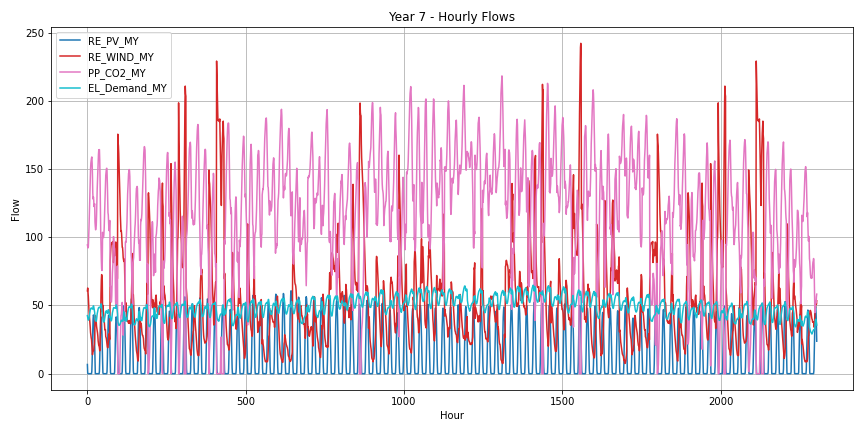 Year 7 - Hourly Flows
RE_PV_MY
RE_WIND_MY
PP_CO2_MY
EL_Demand_MY
250
200
150
100
50
0
Flow
0
500
1000
1500
2000
Hour